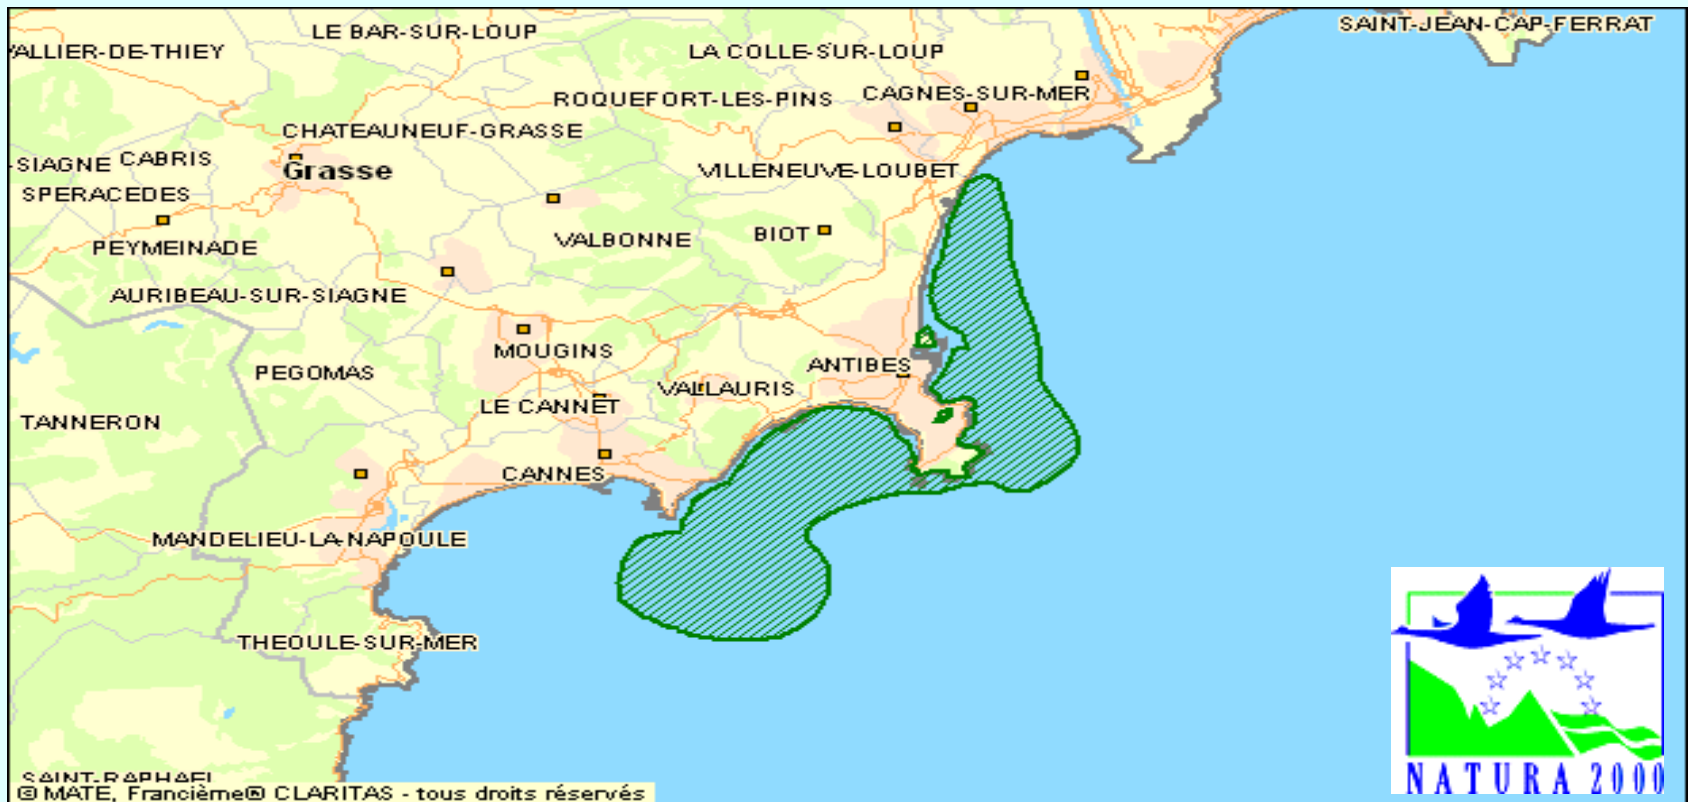 SAINT-JEAN-CAP-FERRAT
LE BAR-SUR-LOUP
VALLIER-DE-THIEY
LA COLLE-SUR-LOUP
CAGNES-SUR-MER
ROQUEFORT-LES-PINS
CHATEAUNEUF-GRASSE
-SIAGNE
CABRIS
Grasse
VILLENEUVE-LOUBET
SPERACEDES
BIOT
VALBONNE
PEYMEINADE
AURIBEAU-SUR-SIAGNE
MOUGINS
ANTIBES
PEGOMAS
VALLAURIS
LE CANNET
TANNERON
CANNES
MANDELIEU-LA-NAPOULE
THEOULE-SUR-MER
SAINT-RAPHAEL
© MATE, Francième® CLARITAS - tous droits réservés
NATURA 2000